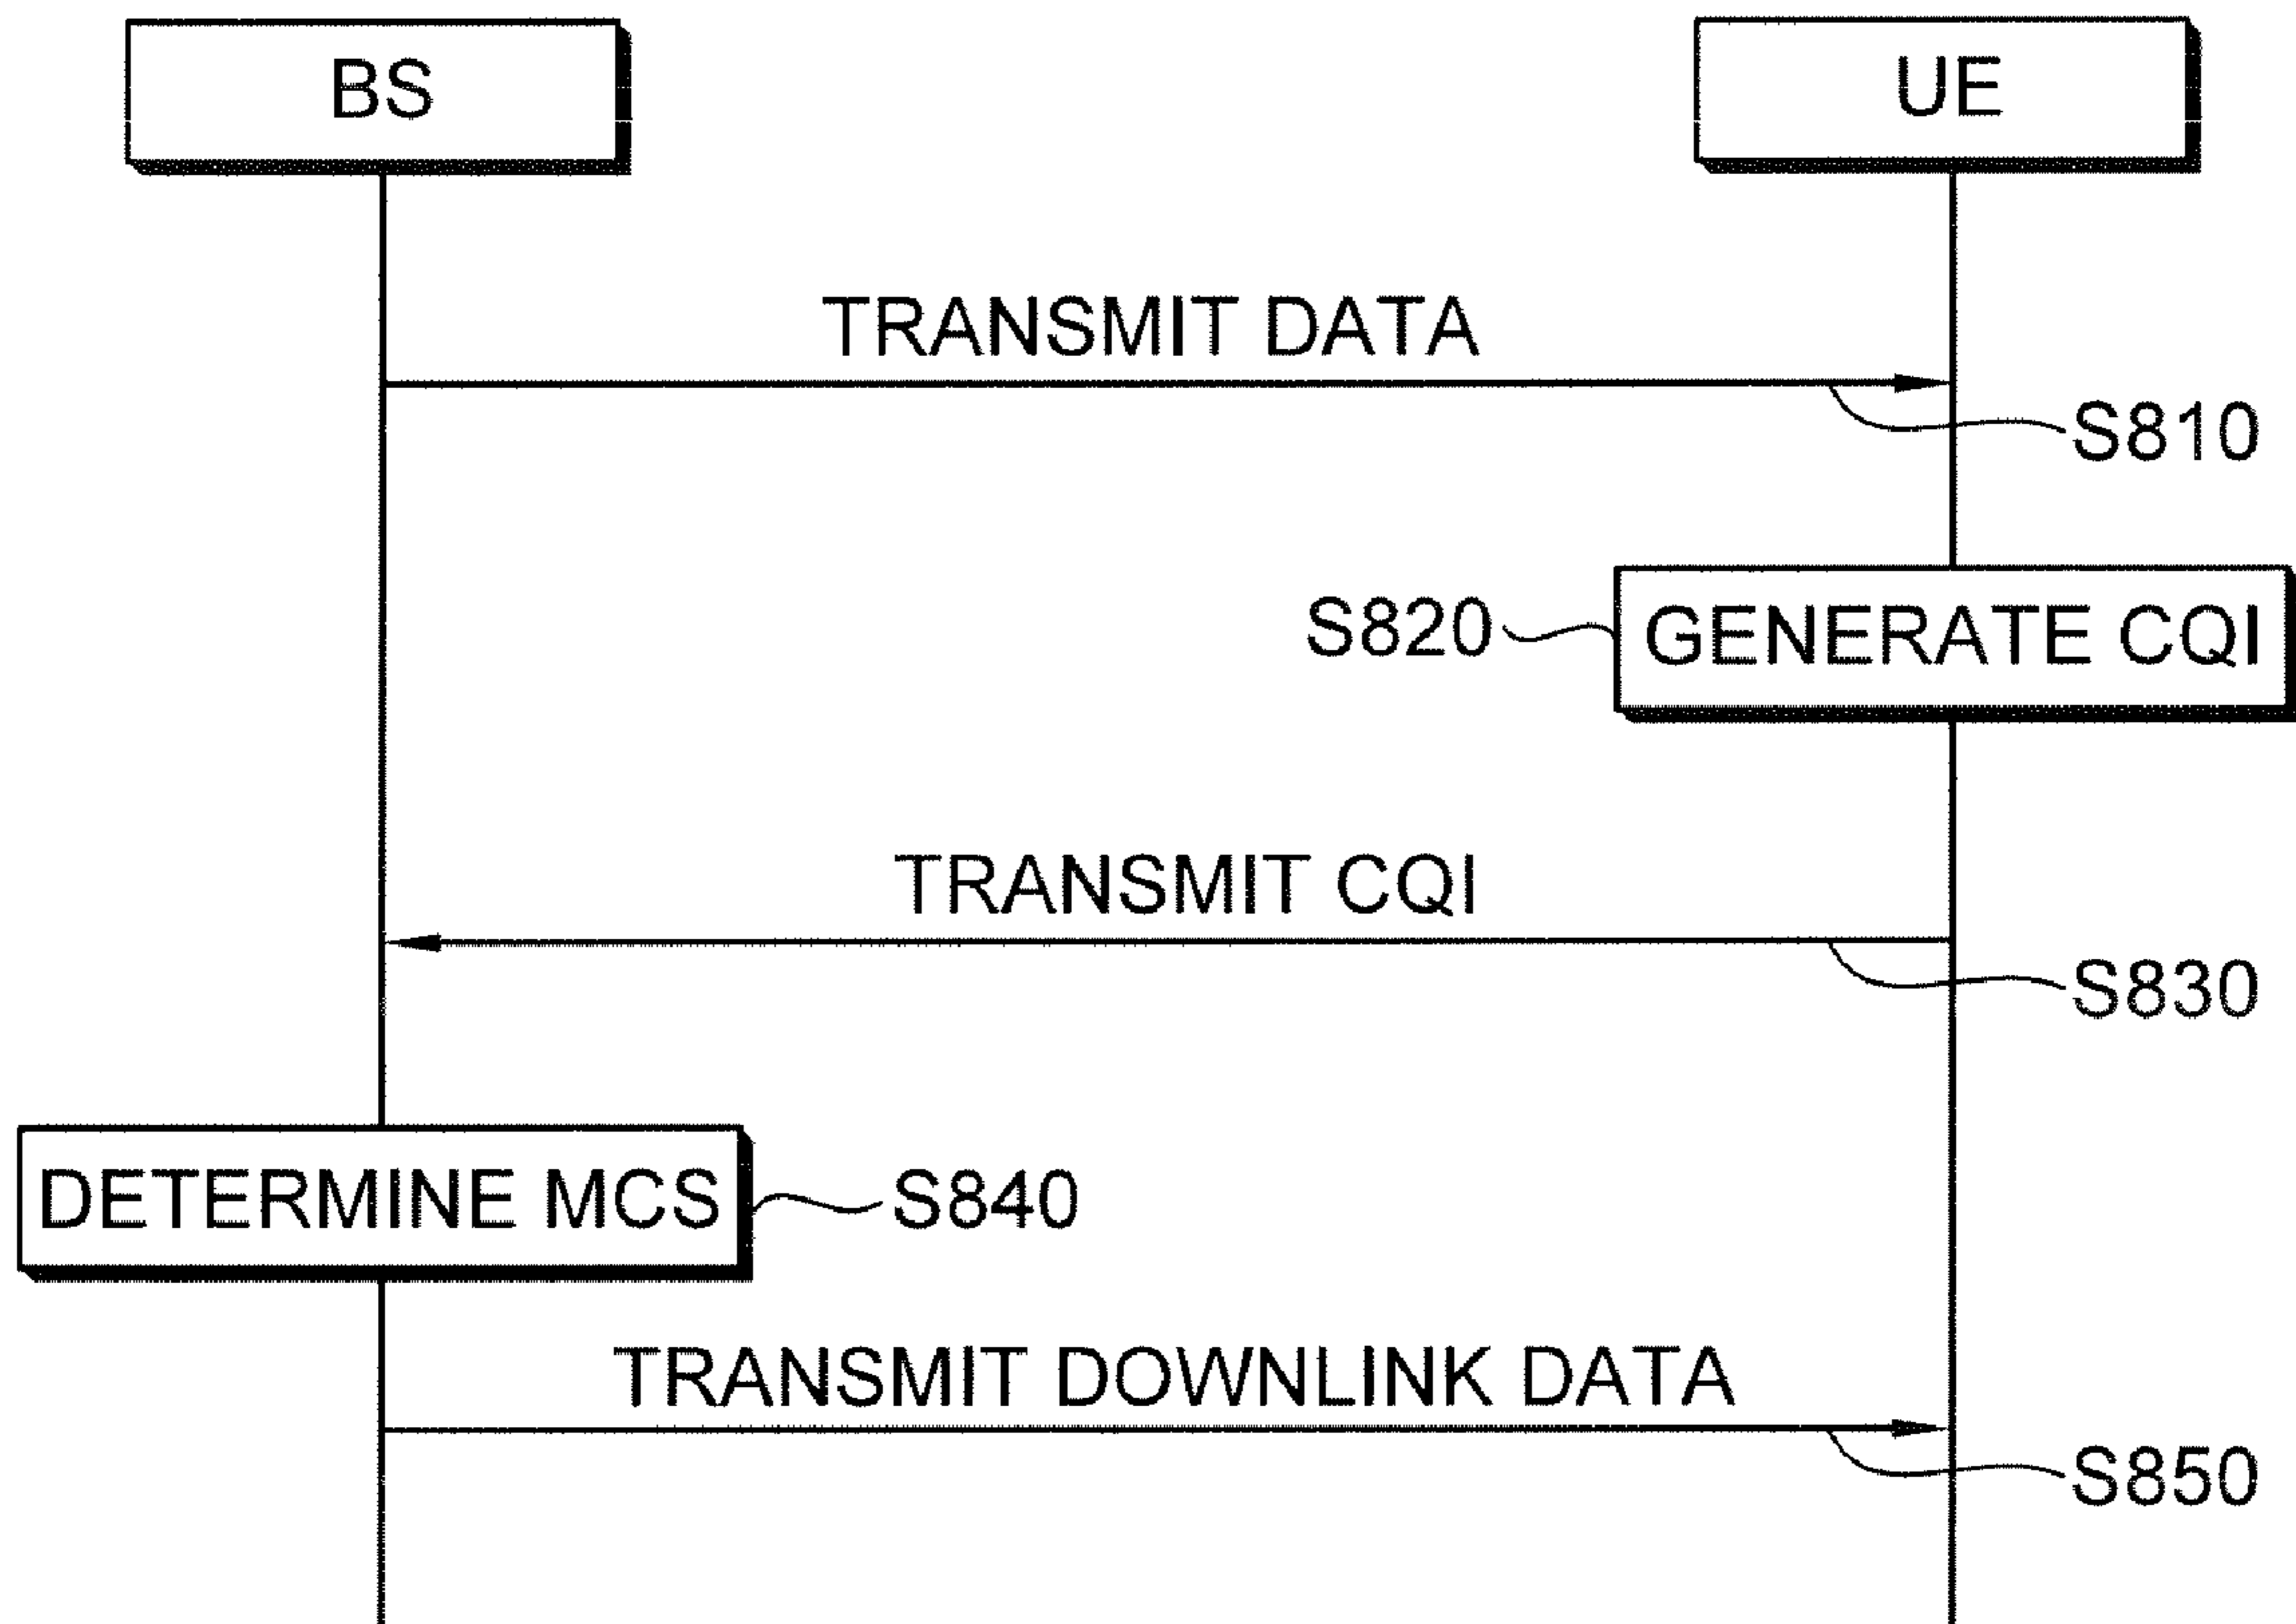 BS
UE
TRANSMIT DATA
S810
S820
GENERATE CQI
TRANSMIT CQI
S830
DETERMINE MCS
S840
TRANSMIT DOWNLINK DATA
S850